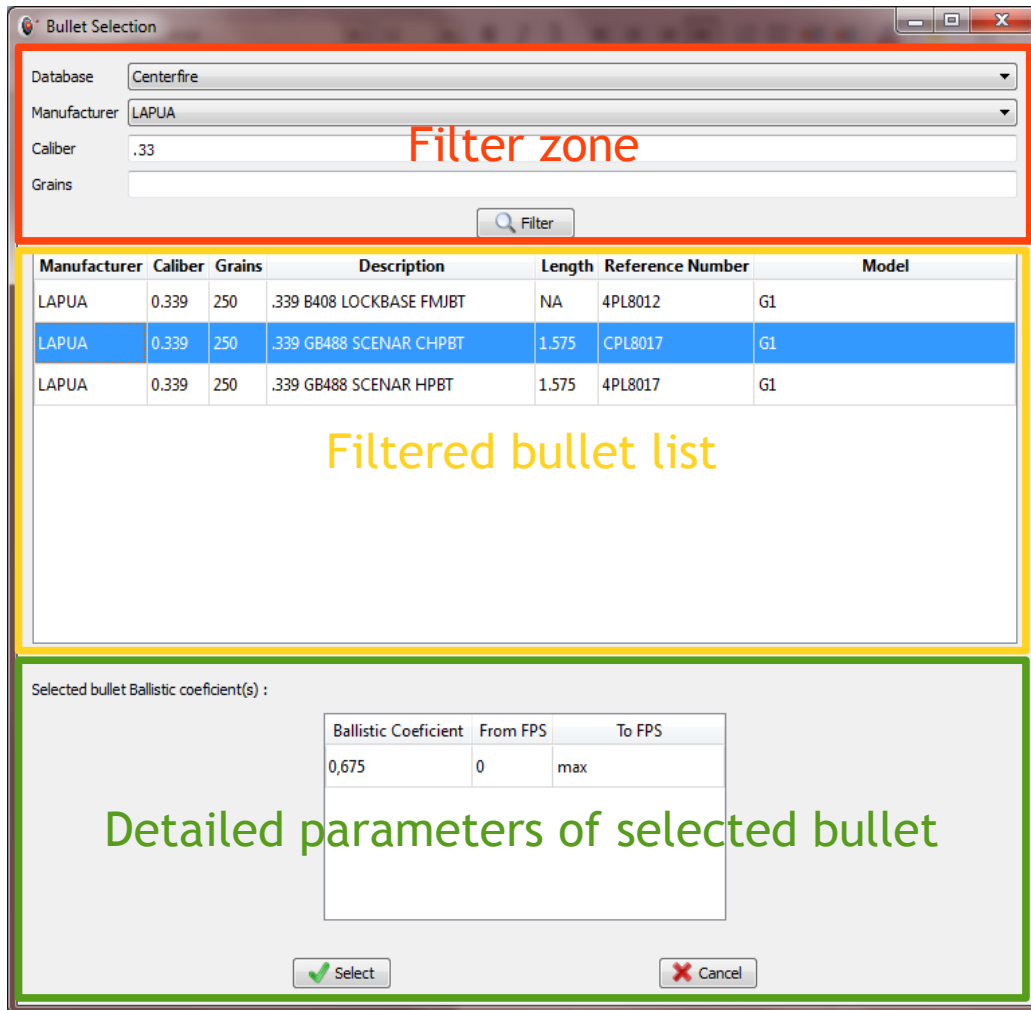 Bullet Selection
Database Centerfire
Manufacturer LAPUA
Caliber .33
Filter zone
Grains
Filter
Manufacturer Caliber Grains Description Length Reference Number Model
LAPUA 0.339 250 .339 B408 LOCKBASE FMJBT NA 4PL8012 G1
LAPUA 0.339 250 .339 GB488 SCENAR CHPBT 1.575 CPL8017 G1
LAPUA 0.339 250 .339 GB488 SCENAR HPBT 1.575 4PL8017 G1
Filtered bullet list
Selected bullet Ballistic coeficient(s) :
Ballistic Coeficient From FPS To FPS
0,675 0 max
Detailed parameters of selected bullet
Select Cancel